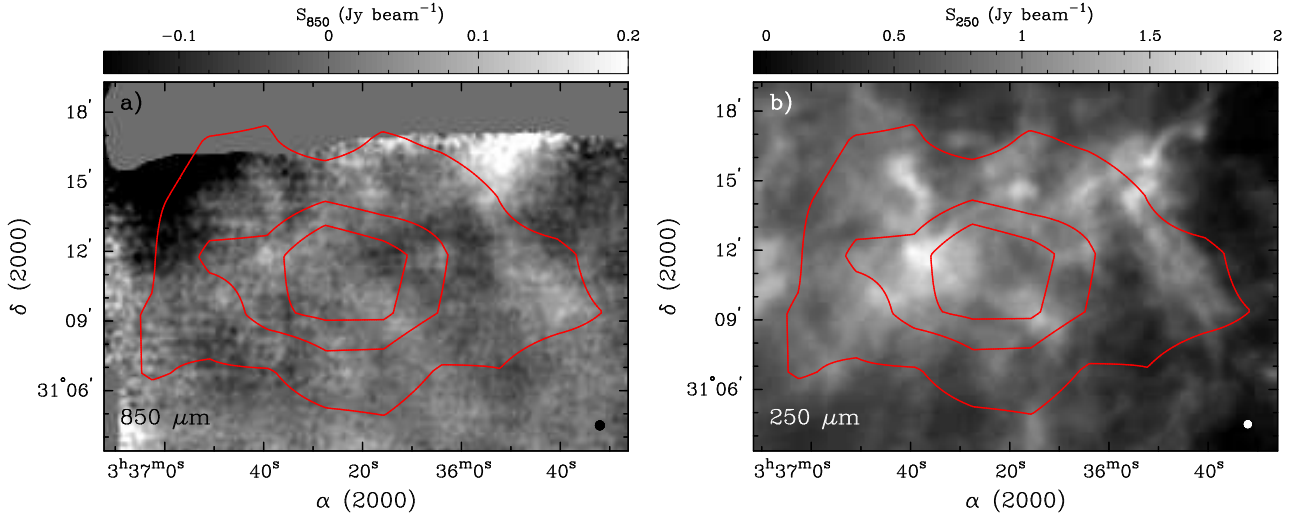 S850 (Jy beam−1)
−0.1 0 0.1 0.2
a)
18′
15′
12′
09′
31°06′
δ (2000)
850 μm
3h37m0s 40s 20s 36m0s 40s
α (2000)
S250 (Jy beam−1)
0 0.5 1 1.5 2
b)
18′
15′
12′
09′
31°06′
δ (2000)
250 μm
3h37m0s 40s 20s 36m0s 40s
α (2000)